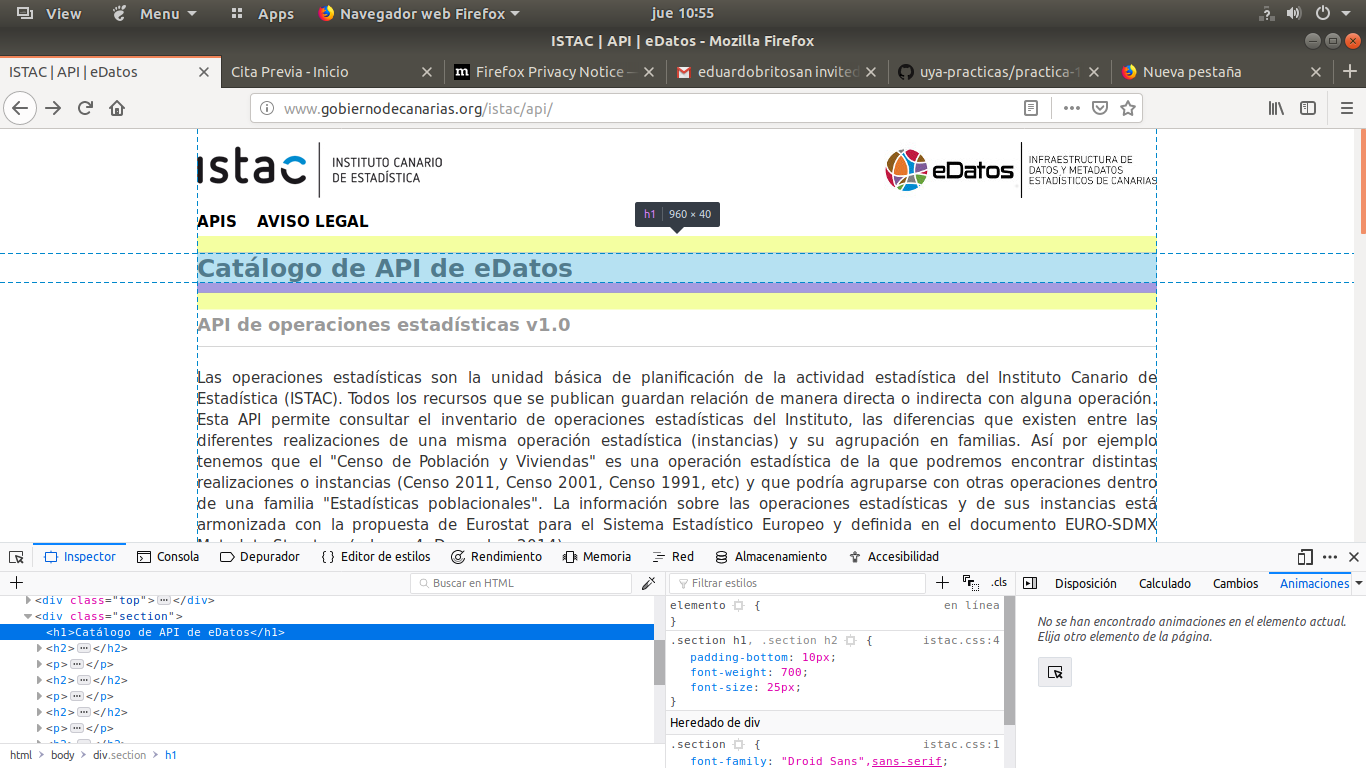 View Menu Apps Navegador web Firefox jue 10:55
ISTAC | API | eDatos - Mozilla Firefox
ISTAC | API | eDatos Cita Previa - Inicio Firefox Privacy Notice — eduardobritosan invited uya-practicas/practica-1 Nueva pestaña
www.gobiernodecanarias.org/istac/api/
istac INSTITUTO CANARIO
DE ESTADÍSTICA
eDatos INFRAESTRUCTURA DE
DATOS Y METADATOS
ESTADÍSTICOS DE CANARIAS
APIS AVISO LEGAL
h1 960 × 40
Catálogo de API de eDatos
API de operaciones estadísticas v1.0
Las operaciones estadísticas son la unidad básica de planificación de la actividad estadística del Instituto Canario de
Estadística (ISTAC). Todos los recursos que se publican guardan relación de manera directa o indirecta con alguna operación.
Esta API permite consultar el inventario de operaciones estadísticas del Instituto, las diferencias que existen entre las
diferentes realizaciones de una misma operación estadística (instancias) y su agrupación en familias. Así por ejemplo
tenemos que el "Censo de Población y Viviendas" es una operación estadística de la que podremos encontrar distintas
realizaciones o instancias (Censo 2011, Censo 2001, Censo 1991, etc) y que podría agruparse con otras operaciones dentro
de una familia "Estadísticas poblacionales". La información sobre las operaciones estadísticas y de sus instancias está
armonizada con la propuesta de Eurostat para el Sistema Estadístico Europeo y definida en el documento EURO-SDMX
Inspector Consola Depurador {} Editor de estilos Rendimiento Memoria Red Almacenamiento Accesibilidad
+ Buscar en HTML Filtrar estilos + .cls Disposición Calculado Cambios Animaciones
<div class="top">…</div>
<div class="section">
<h1>Catálogo de API de eDatos</h1>
<h2>…</h2>
<p>…</p>
<h2>…</h2>
<p>…</p>
<h2>…</h2>
<p>…</p>
html > body > div.section > h1
elemento { en línea
}
.section h1, .section h2 { istac.css:4
padding-bottom: 10px;
font-weight: 700;
font-size: 25px;
}
Heredado de div
.section { istac.css:1
font-family: "Droid Sans",sans-serif;
No se han encontrado animaciones en el elemento actual.
Elija otro elemento de la página.